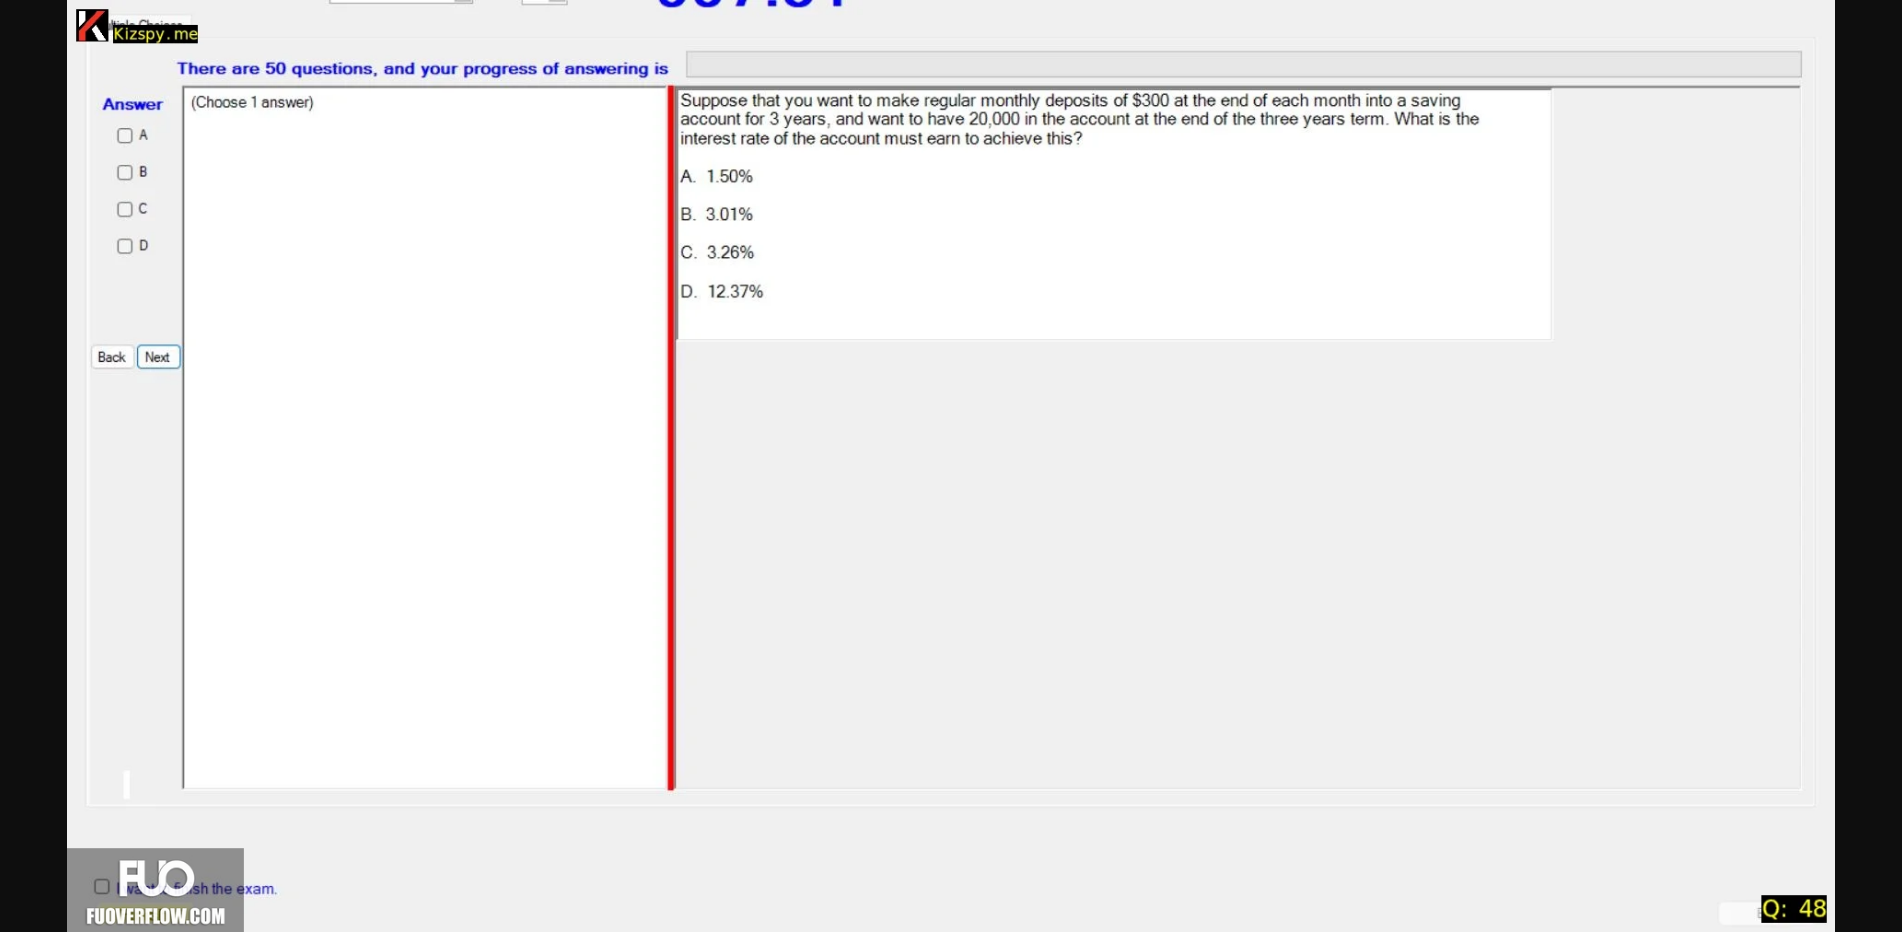 Kizspy.me
There are 50 questions, and your progress of answering is
Answer
(Choose 1 answer)
A
B
C
D
Back
Next
Suppose that you want to make regular monthly deposits of $300 at the end of each month into a saving
account for 3 years, and want to have 20,000 in the account at the end of the three years term. What is the
interest rate of the account must earn to achieve this?
A. 1.50%
B. 3.01%
C. 3.26%
D. 12.37%
FUO
the exam.
FUOVERFLOW.COM
Q: 48